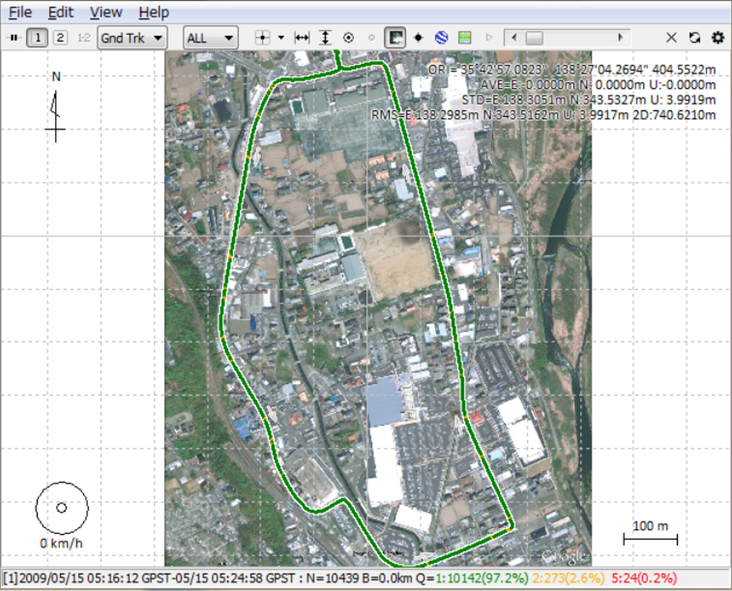 File Edit View Help
1 2 1-2 Gnd Trk ALL
ORI= 35°42'57.0823" 138°27'04.2694" 404.5522m
AVE=E:-0.0000m N: 0.0000m U:-0.0000m
STD=E:138.3051m N:343.5327m U: 3.9919m
RMS=E:138.2985m N:343.5162m U: 3.9917m 2D:740.6210m
N
0 km/h
100 m
Google
[1]2009/05/15 05:16:12 GPST-05/15 05:24:58 GPST : N=10439 B=0.0km Q=1:10142(97.2%) 2:273(2.6%) 5:24(0.2%)